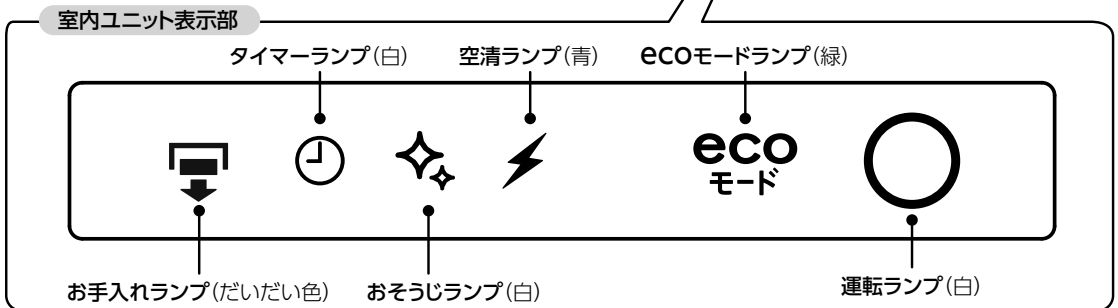 室内ユニット表示部
タイマーランプ(白) 空清ランプ(青) ecoモードランプ(緑)
eco
モード
お手入れランプ(だいだい色) おそうじランプ(白) 運転ランプ(白)